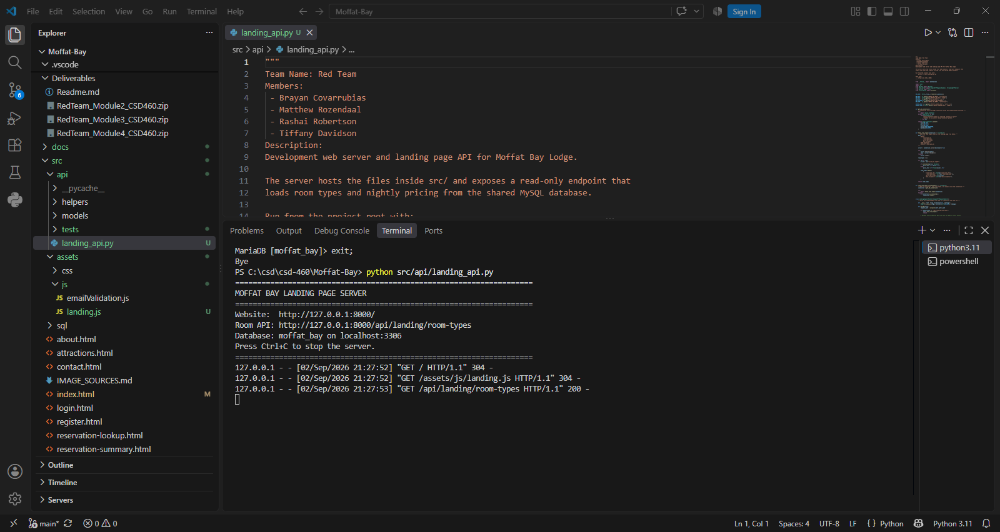 File Edit Selection View Go Run Terminal Help
Moffat-Bay
Sign In
Explorer
Moffat-Bay
.vscode
Deliverables
Readme.md
RedTeam_Module2_CSD460.zip
RedTeam_Module3_CSD460.zip
RedTeam_Module4_CSD460.zip
docs
src
api
__pycache__
helpers
models
tests
landing_api.py U
assets
css
js
JS emailValidation.js
JS landing.js U
sql
about.html
attractions.html
contact.html
IMAGE_SOURCES.md
index.html M
login.html
register.html
reservation-lookup.html
reservation-summary.html
Outline
Timeline
Servers
6
landing_api.py U
src > api > landing_api.py > ...
1 """
2 Team Name: Red Team
3 Members:
4 - Brayan Covarrubias
5 - Matthew Rozendaal
6 - Rashai Robertson
7 - Tiffany Davidson
8 Description:
9 Development web server and landing page API for Moffat Bay Lodge.
10
11 The server hosts the files inside src/ and exposes a read-only endpoint that
12 loads room types and nightly pricing from the shared MySQL database.
13
14 Run from the project root with:
Problems Output Debug Console Terminal Ports
MariaDB [moffat_bay]> exit;
Bye
PS C:\csd\csd-460\Moffat-Bay> python src/api/landing_api.py
====================================================================
MOFFAT BAY LANDING PAGE SERVER
====================================================================
Website:  http://127.0.0.1:8000/
Room API: http://127.0.0.1:8000/api/landing/room-types
Database: moffat_bay on localhost:3306
Press Ctrl+C to stop the server.
====================================================================
127.0.0.1 - - [02/Sep/2026 21:27:52] "GET / HTTP/1.1" 304 -
127.0.0.1 - - [02/Sep/2026 21:27:52] "GET /assets/js/landing.js HTTP/1.1" 304 -
127.0.0.1 - - [02/Sep/2026 21:27:53] "GET /api/landing/room-types HTTP/1.1" 200 -
python3.11
powershell
main* 0 0
Ln 1, Col 1 Spaces: 4 UTF-8 LF { } Python Python 3.11